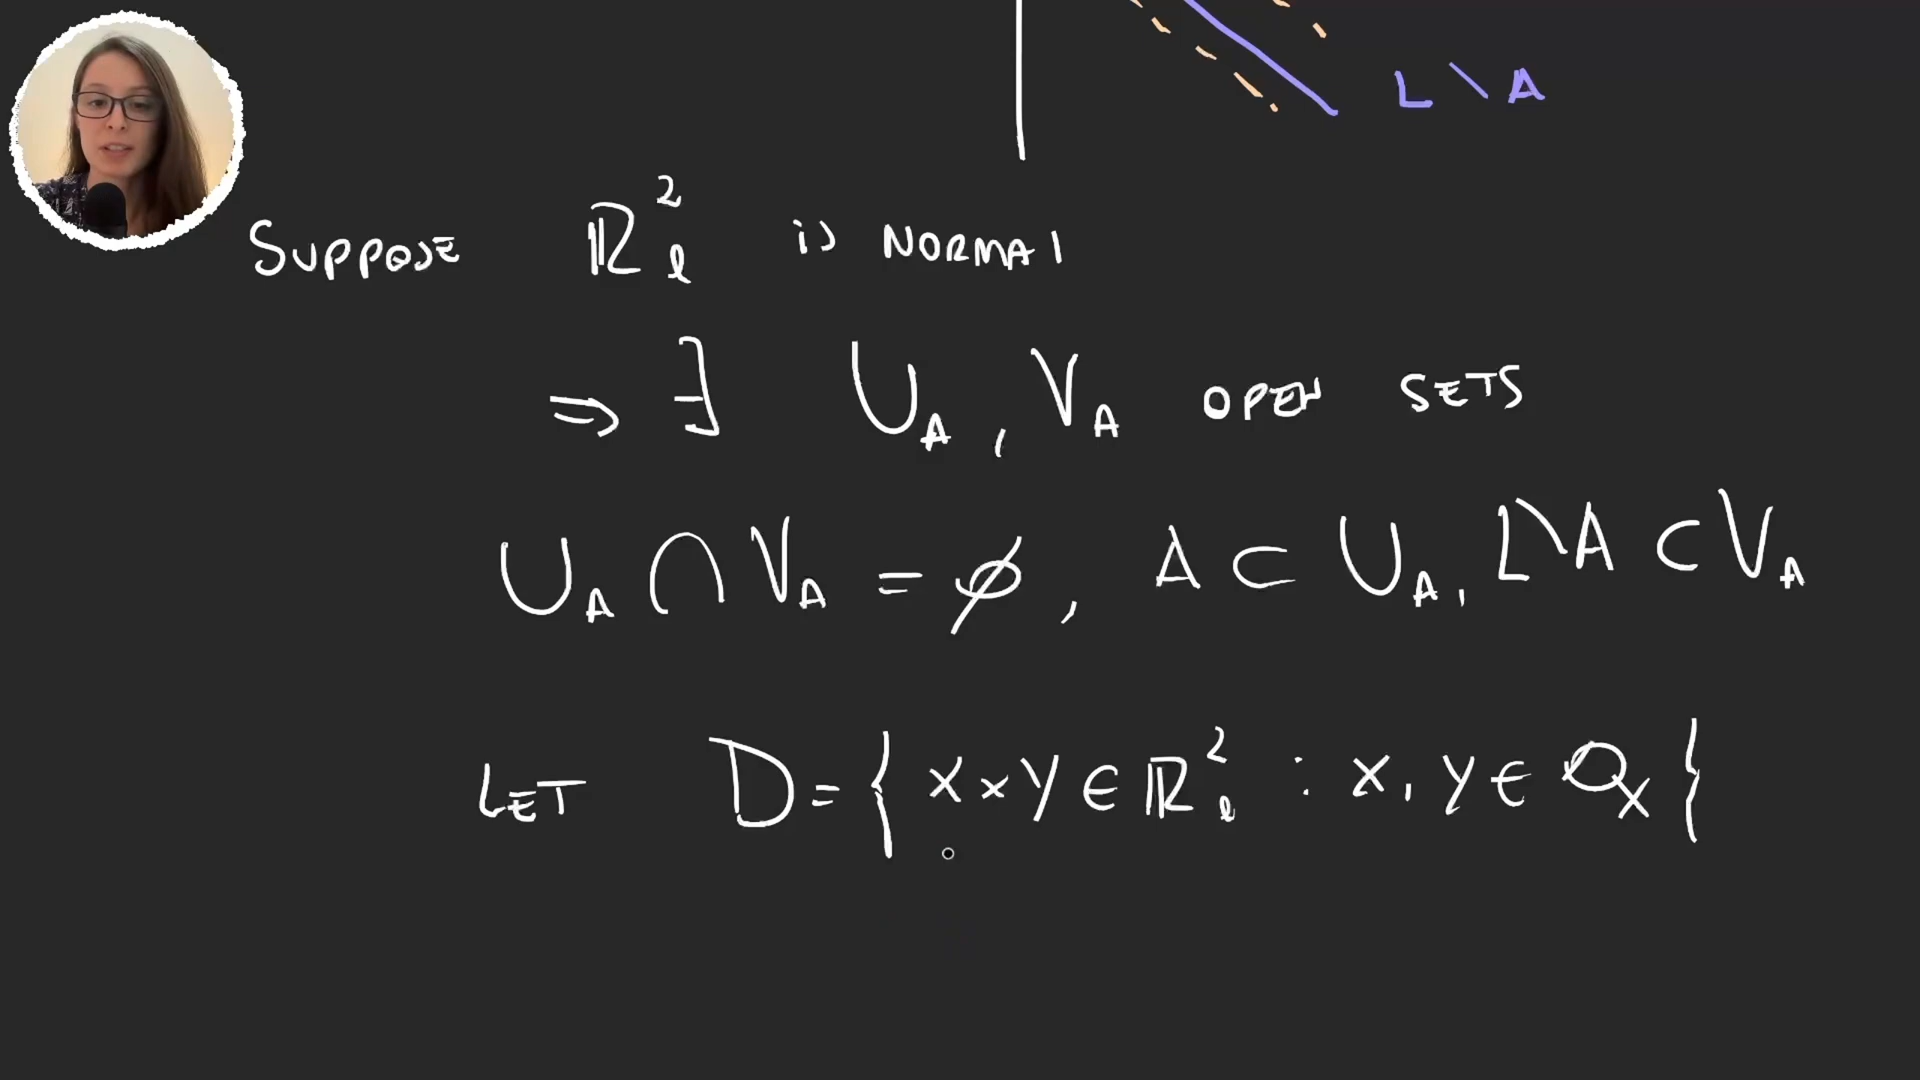 L \ A
SUPPOSE ℝ²ₗ is NORMAL
⇒ ∃ U_A , V_A OPEN SETS
U_A ∩ V_A = ∅ , A ⊂ U_A , L\A ⊂ V_A
LET D = { x × y ∈ ℝ²ₗ : x, y ∈ ℚ }